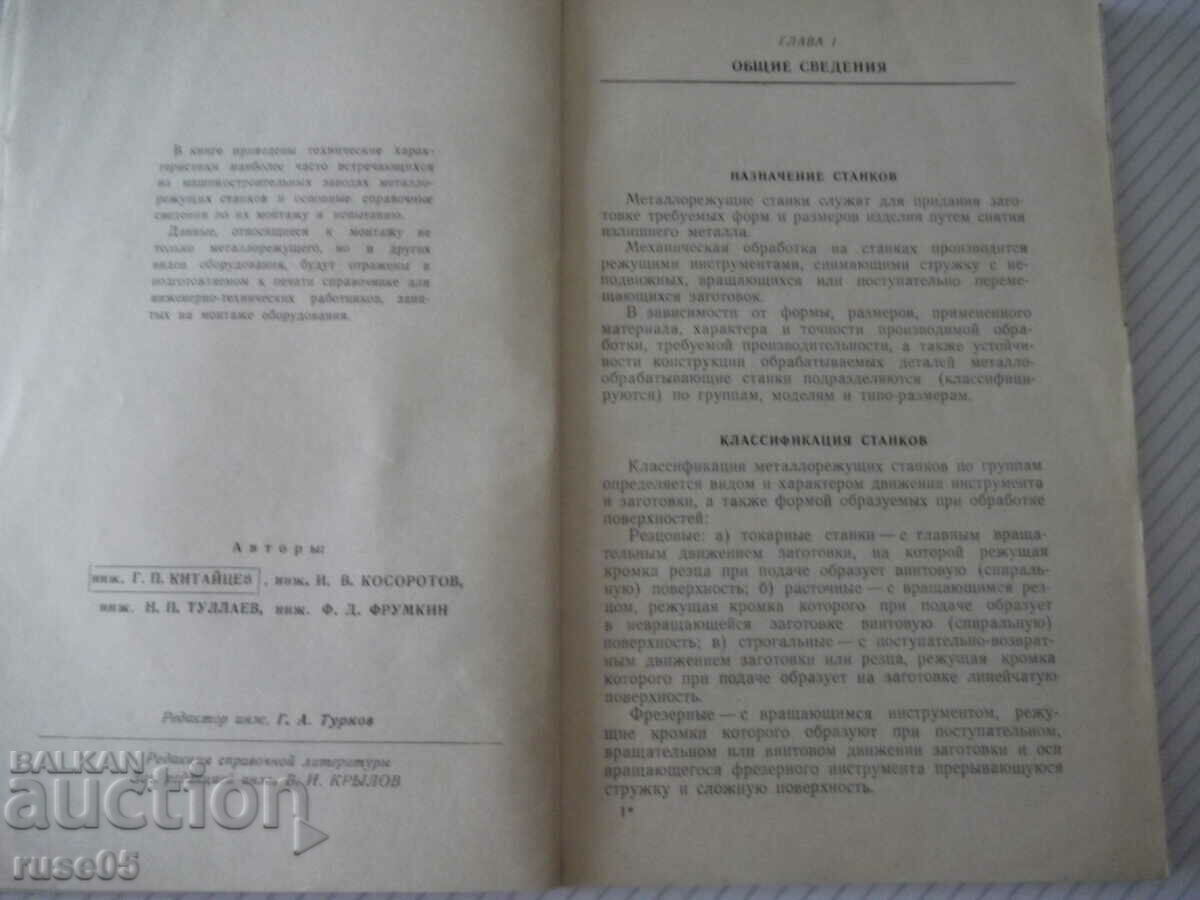 В книге приведены технические харак-
теристики наиболее часто встречающихся
на машиностроительных заводах металло-
режущих станков и основные справочные
сведения по их монтажу и испытанию.
Данные, относящиеся к монтажу не
только металлорежущего, но и других
видов оборудования, будут отражены в
подготовляемом к печати справочнике для
инженерно-технических работников, заня-
тых на монтаже оборудования.
Авторы:
инж. Г. П. КИТАЙЦЕВ, инж. И. В. КОСОРОТОВ,
инж. Н. П. ТУЛЛАЕВ, инж. Ф. Д. ФРУМКИН
Редактор инж. Г. А. Турков
Редакция справочной литературы
инж. В. И. КРЫЛОВ
ГЛАВА I
ОБЩИЕ СВЕДЕНИЯ
НАЗНАЧЕНИЕ СТАНКОВ
Металлорежущие станки служат для придания заго-
товке требуемых форм и размеров изделия путем снятия
излишнего металла.
Механическая обработка на станках производится
режущими инструментами, снимающими стружку с не-
подвижных, вращающихся или поступательно переме-
щающихся заготовок.
В зависимости от формы, размеров, примененного
материала, характера и точности производимой обра-
ботки, требуемой производительности, а также устойчи-
вости конструкции обрабатываемых деталей металло-
обрабатывающие станки подразделяются (классифици-
руются) по группам, моделям и типо-размерам.
КЛАССИФИКАЦИЯ СТАНКОВ
Классификация металлорежущих станков по группам
определяется видом и характером движения инструмента
и заготовки, а также формой образуемых при обработке
поверхностей:
Резцовые: а) токарные станки — с главным враща-
тельным движением заготовки, на которой режущая
кромка резца при подаче образует винтовую (спираль-
ную) поверхность; б) расточные — с вращающимся рез-
цом, режущая кромка которого при подаче образует
в невращающейся заготовке винтовую (спиральную)
поверхность; в) строгальные — с поступательно-возврат-
ным движением заготовки или резца, режущая кромка
которого при подаче образует на заготовке линейчатую
поверхность.
Фрезерные — с вращающимся инструментом, режу-
щие кромки которого образуют при поступательном,
вращательном или винтовом движении заготовки и оси
вращающегося фрезерного инструмента прерывающуюся
стружку и сложную поверхность.
1*
BALKAN
auction
ruse05